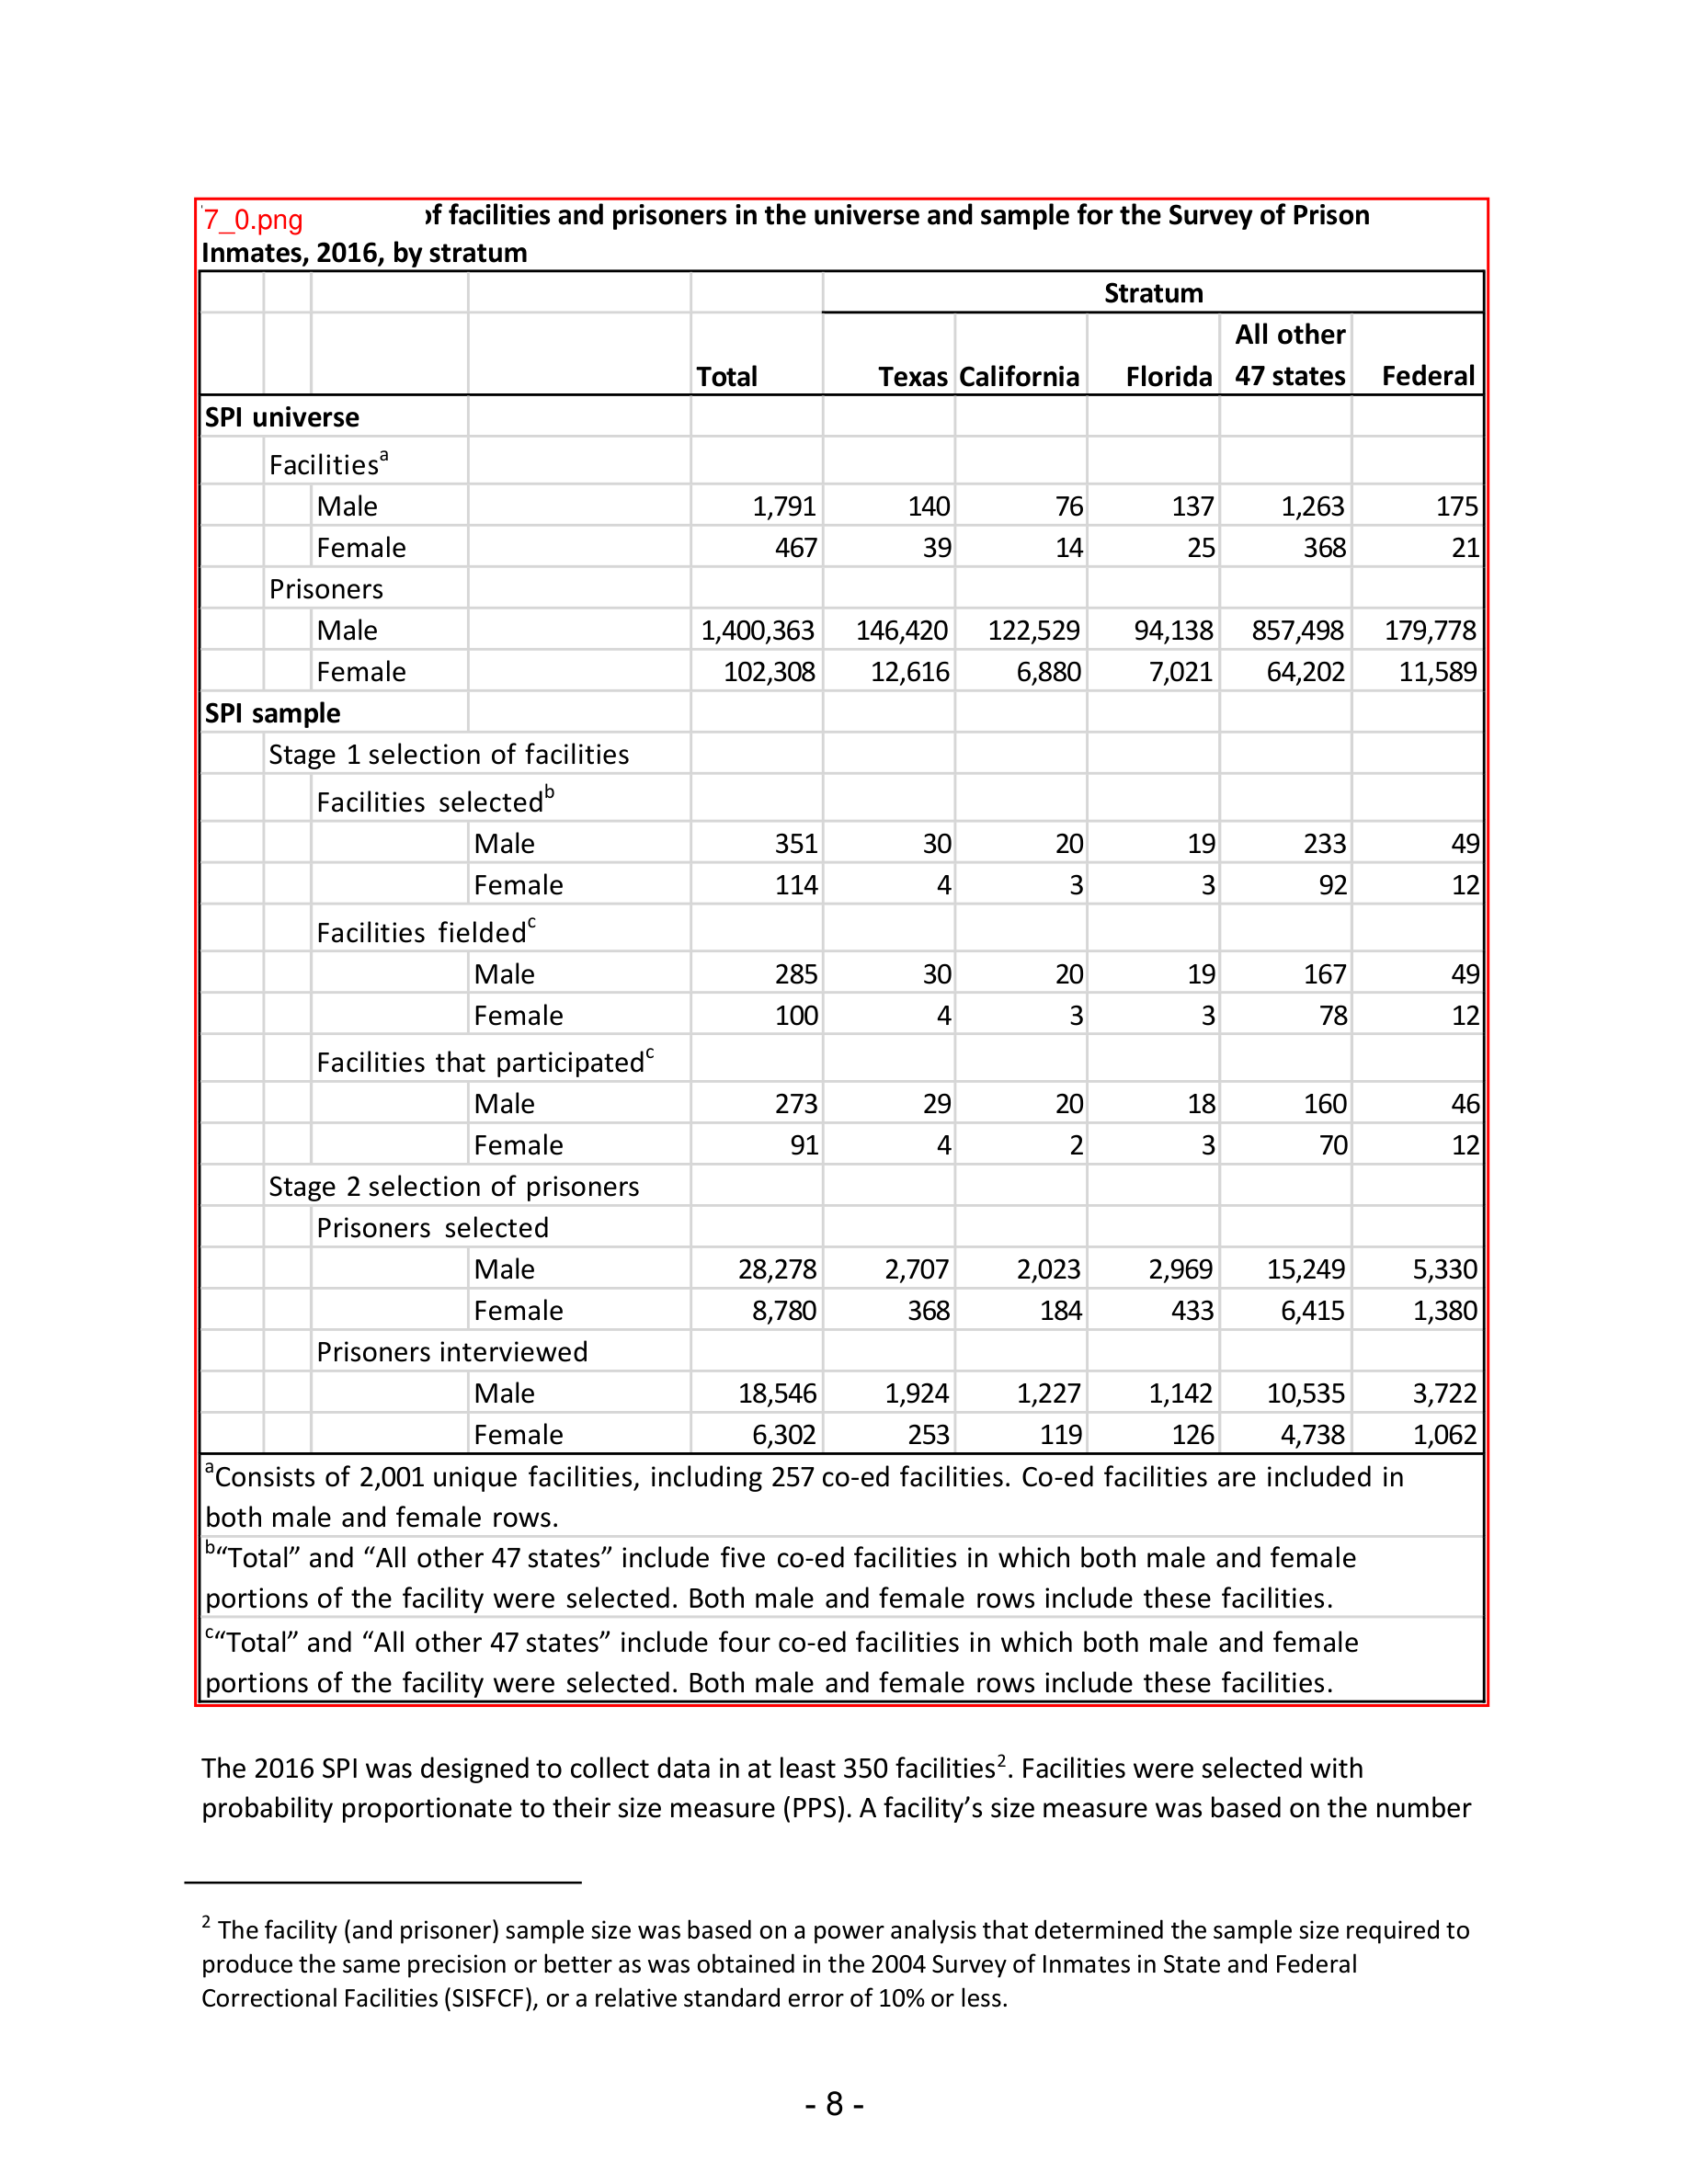 7_0.png of facilities and prisoners in the universe and sample for the Survey of Prison
Inmates, 2016, by stratum
Stratum
All other
Total Texas California Florida 47 states Federal
SPI universe
Facilitiesᵃ
Male 1,791 140 76 137 1,263 175
Female 467 39 14 25 368 21
Prisoners
Male 1,400,363 146,420 122,529 94,138 857,498 179,778
Female 102,308 12,616 6,880 7,021 64,202 11,589
SPI sample
Stage 1 selection of facilities
Facilities selectedᵇ
Male 351 30 20 19 233 49
Female 114 4 3 3 92 12
Facilities fieldedᶜ
Male 285 30 20 19 167 49
Female 100 4 3 3 78 12
Facilities that participatedᶜ
Male 273 29 20 18 160 46
Female 91 4 2 3 70 12
Stage 2 selection of prisoners
Prisoners selected
Male 28,278 2,707 2,023 2,969 15,249 5,330
Female 8,780 368 184 433 6,415 1,380
Prisoners interviewed
Male 18,546 1,924 1,227 1,142 10,535 3,722
Female 6,302 253 119 126 4,738 1,062
ᵃConsists of 2,001 unique facilities, including 257 co-ed facilities. Co-ed facilities are included in
both male and female rows.
ᵇ“Total” and “All other 47 states” include five co-ed facilities in which both male and female
portions of the facility were selected. Both male and female rows include these facilities.
ᶜ“Total” and “All other 47 states” include four co-ed facilities in which both male and female
portions of the facility were selected. Both male and female rows include these facilities.
The 2016 SPI was designed to collect data in at least 350 facilities². Facilities were selected with
probability proportionate to their size measure (PPS). A facility’s size measure was based on the number
² The facility (and prisoner) sample size was based on a power analysis that determined the sample size required to
produce the same precision or better as was obtained in the 2004 Survey of Inmates in State and Federal
Correctional Facilities (SISFCF), or a relative standard error of 10% or less.
- 8 -